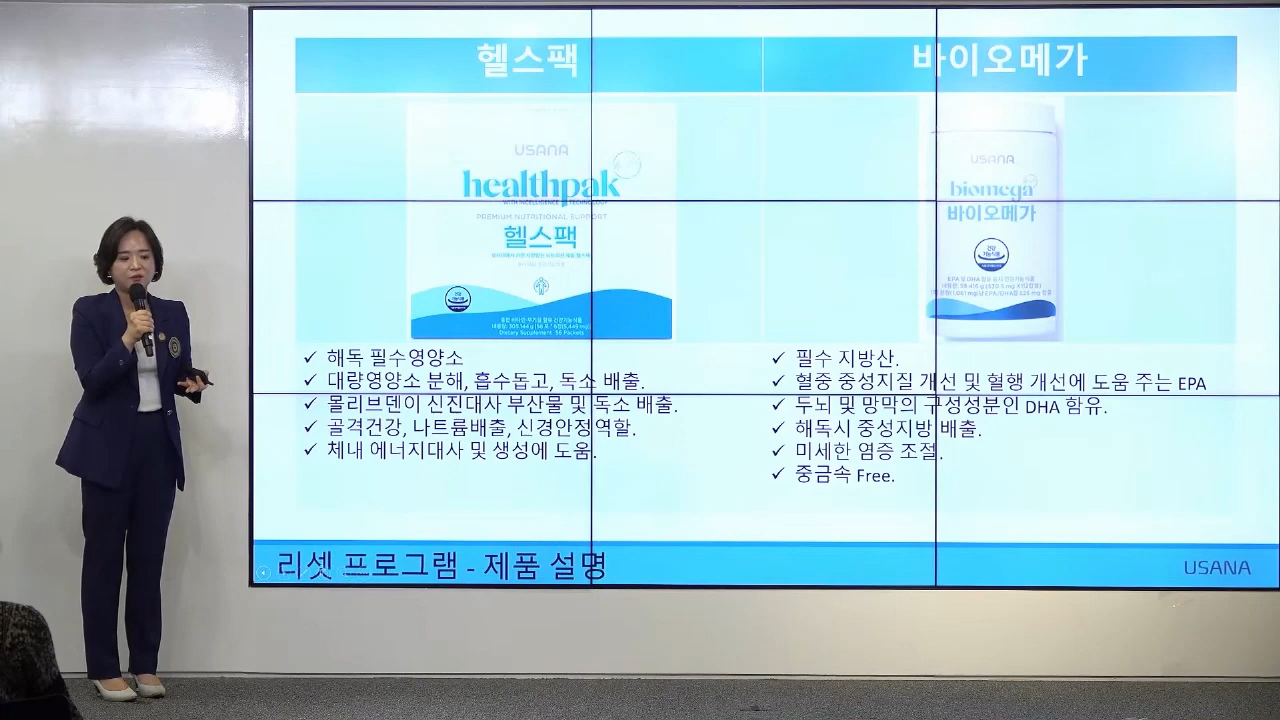 헬스팩
바이오메가
USANA
healthpak
WITH INCELLIGENCE TECHNOLOGY
PREMIUM NUTRITIONAL SUPPORT
헬스팩
Dietary Supplement 56 Packets
USANA
biomega
바이오메가
건강
기능식품
✓ 해독 필수영양소
✓ 대량영양소 분해, 흡수돕고, 독소 배출.
✓ 몰리브덴이 신진대사 부산물 및 독소 배출.
✓ 골격건강, 나트륨배출, 신경안정역할.
✓ 체내 에너지대사 및 생성에 도움.
✓ 필수 지방산.
✓ 혈중 중성지질 개선 및 혈행 개선에 도움 주는 EPA
✓ 두뇌 및 망막의 구성성분인 DHA 함유.
✓ 해독시 중성지방 배출.
✓ 미세한 염증 조절.
✓ 중금속 Free.
리셋 프로그램 - 제품 설명
USANA